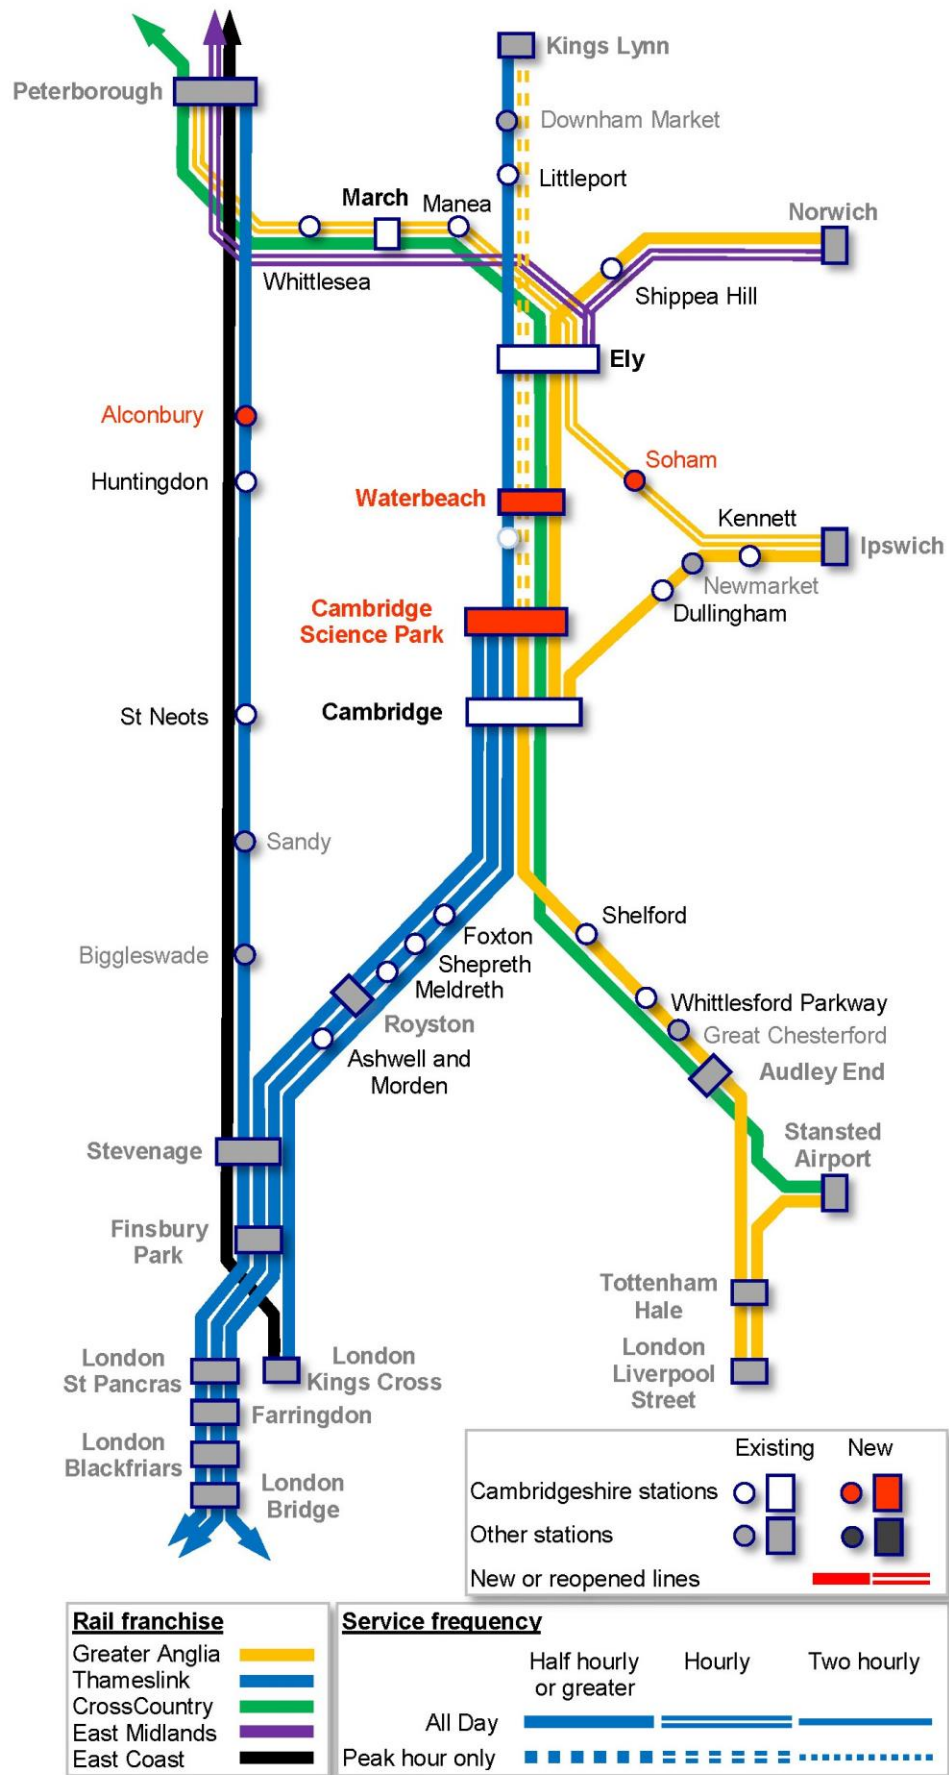 Kings Lynn
Peterborough
Downham Market
Littleport
March
Manea
Norwich
Whittlesea
Shippea Hill
Ely
Alconbury
Soham
Huntingdon
Waterbeach
Kennett
Ipswich
Newmarket
Dullingham
Cambridge
Science Park
Cambridge
St Neots
Sandy
Shelford
Foxton
Biggleswade
Shepreth
Meldreth
Whittlesford Parkway
Royston
Great Chesterford
Ashwell and
Morden
Audley End
Stansted
Airport
Stevenage
Finsbury
Park
Tottenham
Hale
London
St Pancras
London
Kings Cross
London
Liverpool
Street
Farringdon
London
Blackfriars
London
Bridge
Existing New
Cambridgeshire stations
Other stations
New or reopened lines
Rail franchise
Greater Anglia
Thameslink
CrossCountry
East Midlands
East Coast
Service frequency
Half hourly
or greater
Hourly
Two hourly
All Day
Peak hour only